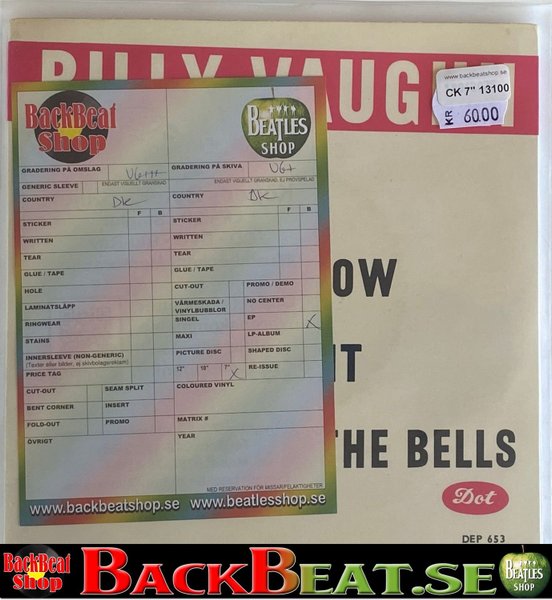 BILLY VAUGHN
www.backbeatshop.se
CK 7" 13100
KR 60.00
BackBeat
Shop
BEATLES
SHOP
GRADERING PÅ OMSLAG VG+++
GRADERING PÅ SKIVA VG+
GENERIC SLEEVE
ENDAST VISUELLT GRANSKAD
ENDAST VISUELLT GRANSKAD, EJ PROVSPELAD
COUNTRY DK
COUNTRY DK
F B
F B
STICKER
STICKER
WRITTEN
WRITTEN
TEAR
TEAR
GLUE / TAPE
GLUE / TAPE
HOLE
CUT-OUT
PROMO / DEMO
LAMINATSLÄPP
VÄRMESKADA /
VINYLBUBBLOR
NO CENTER
RINGWEAR
SINGEL
EP X
STAINS
MAXI
LP-ALBUM
INNERSLEEVE (NON-GENERIC)
(Texter eller bilder, ej skivbolagsreklam)
PICTURE DISC
SHAPED DISC
PRICE TAG
12" 10" 7" X
RE-ISSUE
CUT-OUT
SEAM SPLIT
COLOURED VINYL
BENT CORNER
INSERT
FOLD-OUT
PROMO
MATRIX #
ÖVRIGT
YEAR
MED RESERVATION FÖR MISSAR/FELAKTIGHETER
www.backbeatshop.se www.beatlesshop.se
OW
IT
THE BELLS
Dot
DEP 653
BackBeat
Shop
BACKBEAT.SE
BEATLES
SHOP